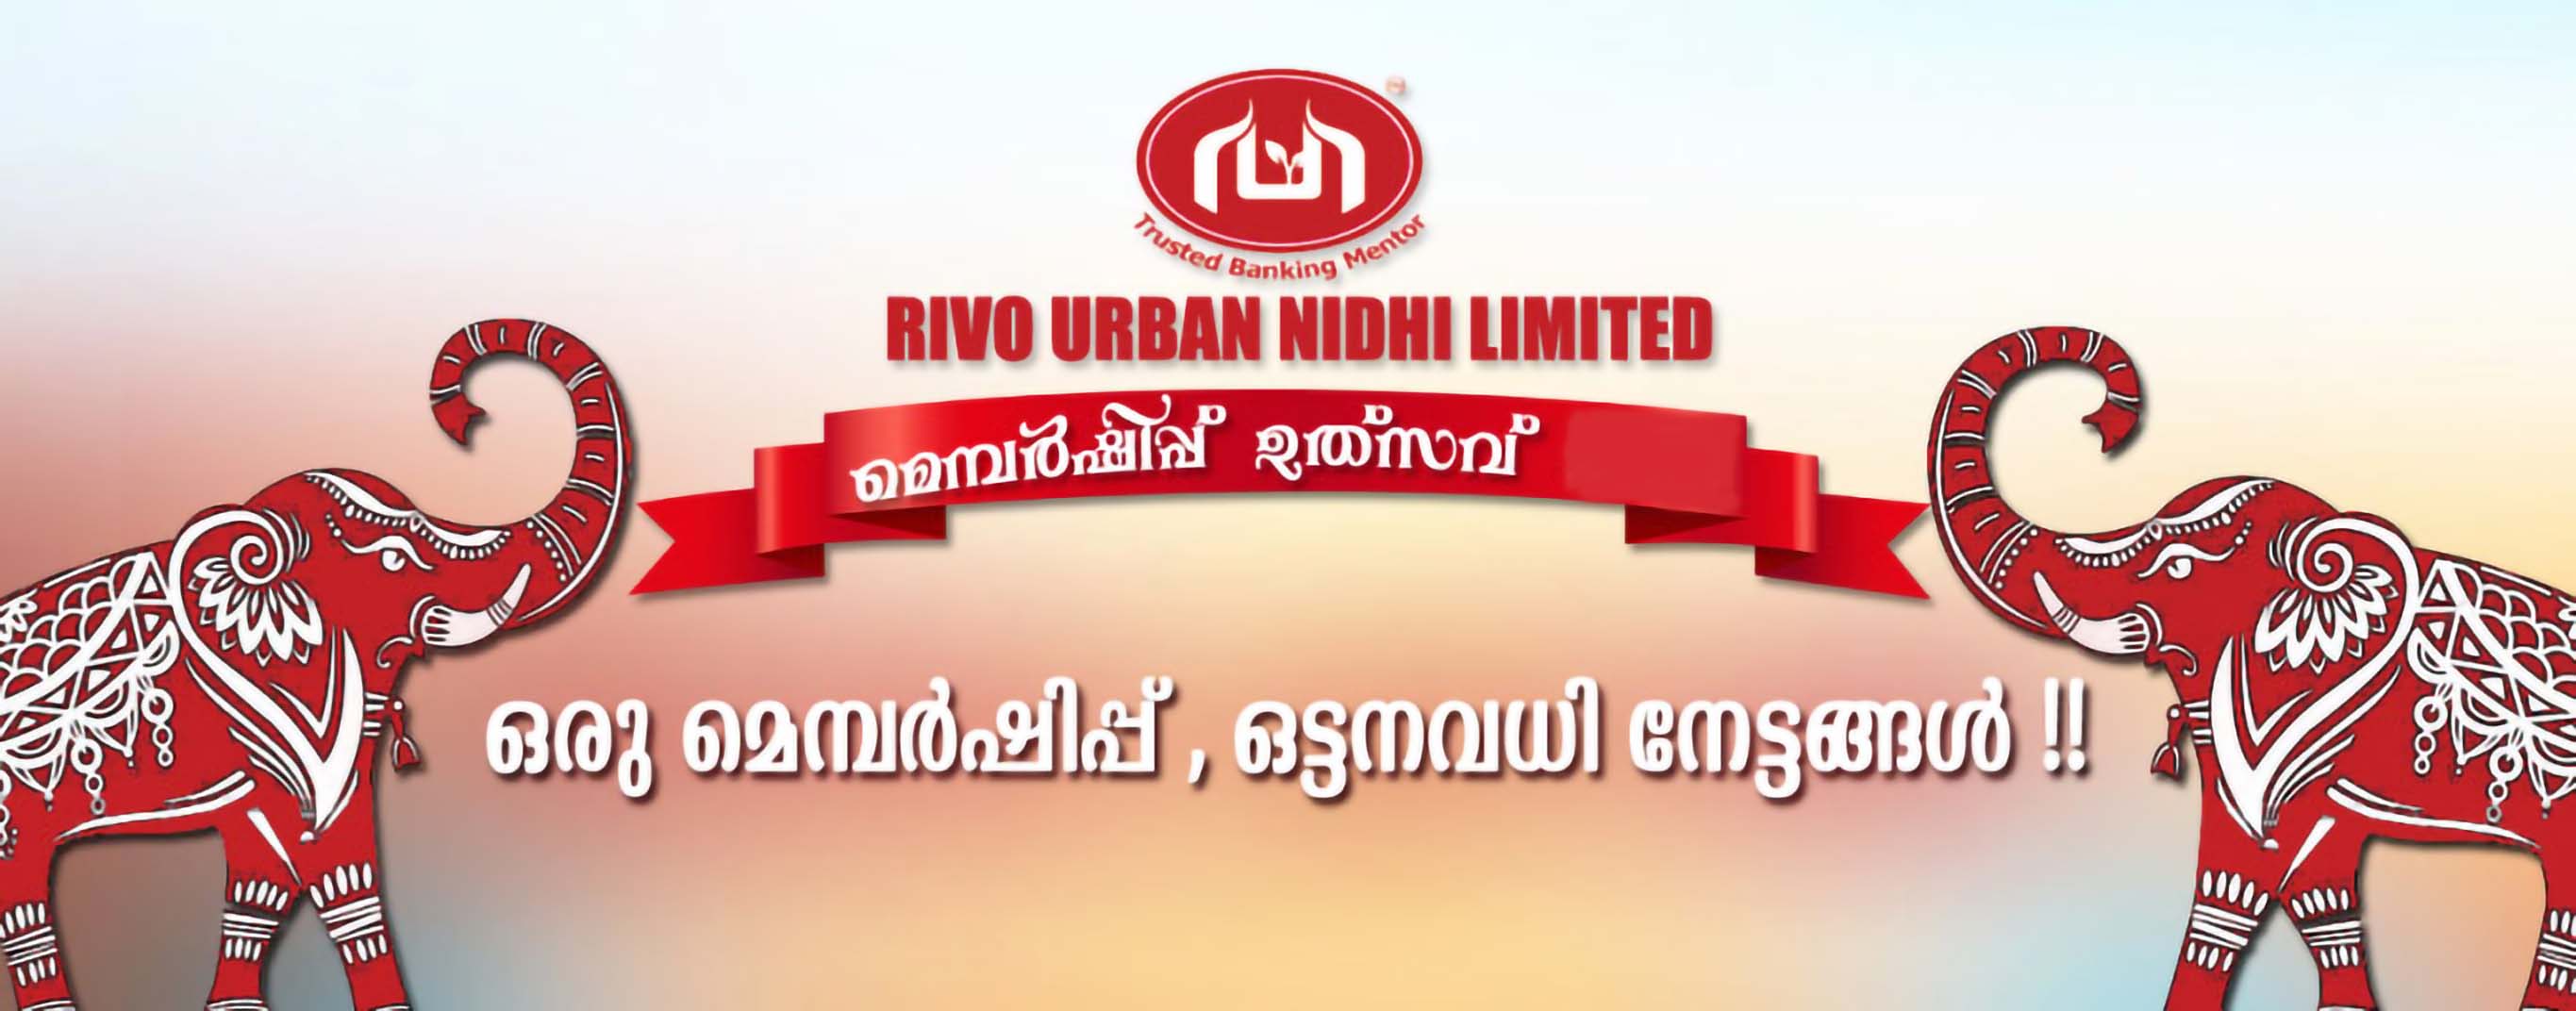 Trusted Banking Mentor
RIVO URBAN NIDHI LIMITED
മെമ്പർഷിപ്പ് ഉത്സവ്
ഒരു മെമ്പർഷിപ്പ് , ഒട്ടനവധി നേട്ടങ്ങൾ !!